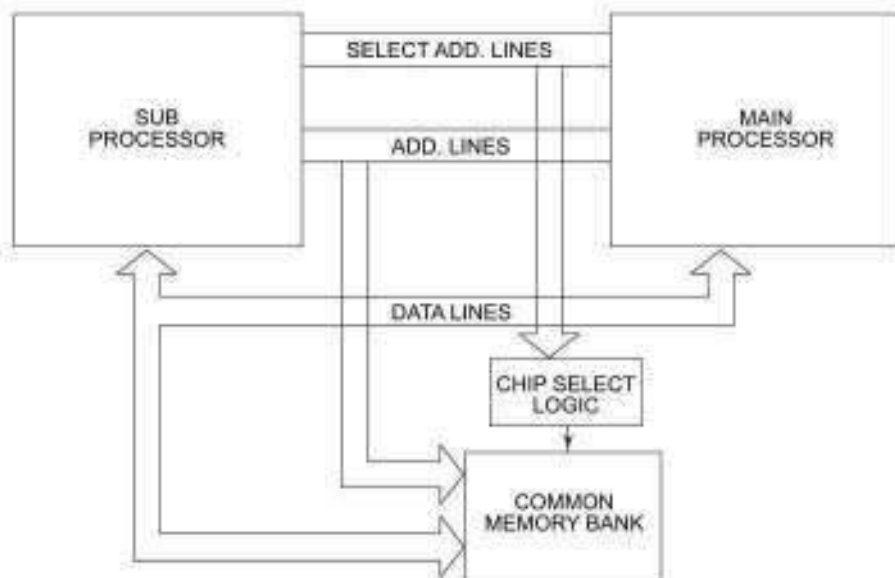 SELECT ADD. LINES
SUB
PROCESSOR
MAIN
PROCESSOR
ADD. LINES
DATA LINES
CHIP SELECT
LOGIC
COMMON
MEMORY BANK